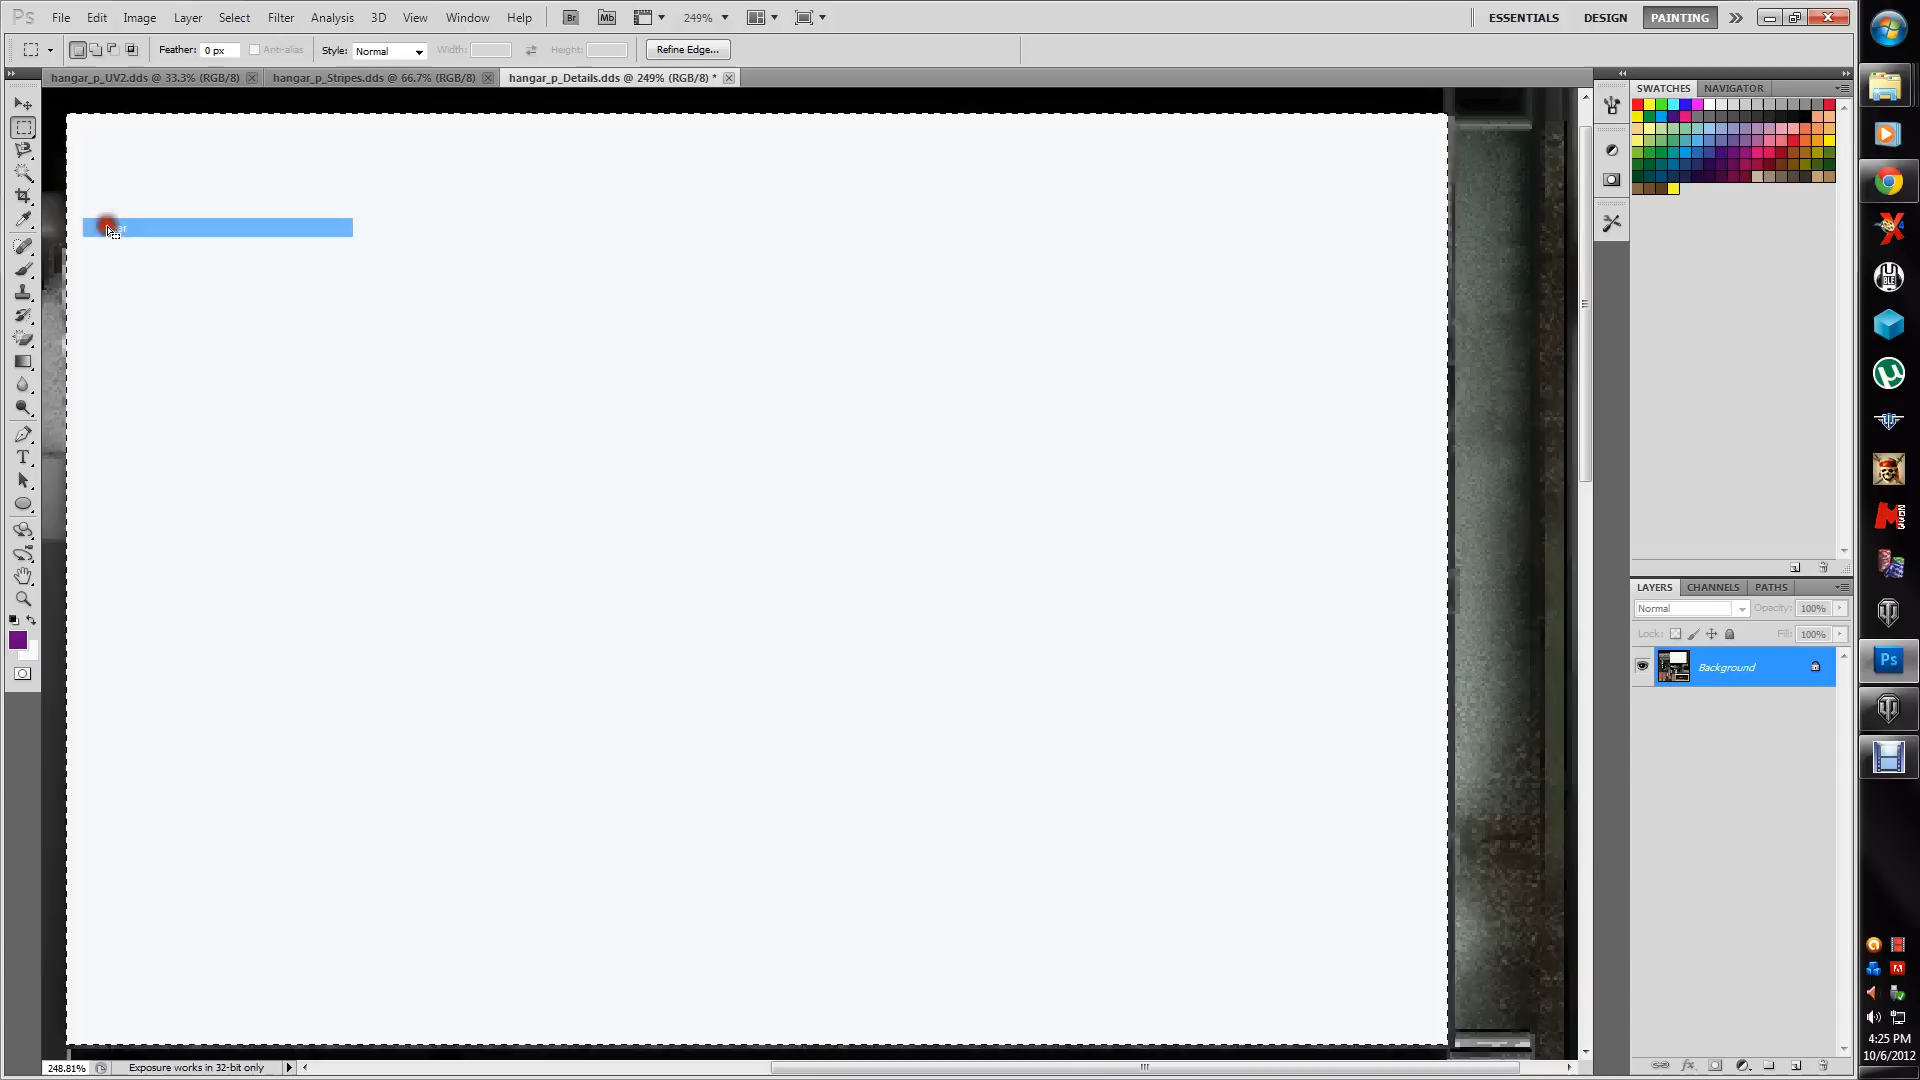 Ps File Edit Image Layer Select Filter Analysis 3D View Window Help Br Mb 249% ESSENTIALS DESIGN PAINTING
Feather: 0 px Anti-alias Style: Normal Width: Height: Refine Edge...
hangar_p_UV2.dds @ 33.3% (RGB/8) hangar_p_Stripes.dds @ 66.7% (RGB/8) hangar_p_Details.dds @ 249% (RGB/8) *
SWATCHES NAVIGATOR
LAYERS CHANNELS PATHS
Normal Opacity: 100%
Lock: Fill: 100%
Background
Ps
248.81% Exposure works in 32-bit only
4:25 PM
10/6/2012